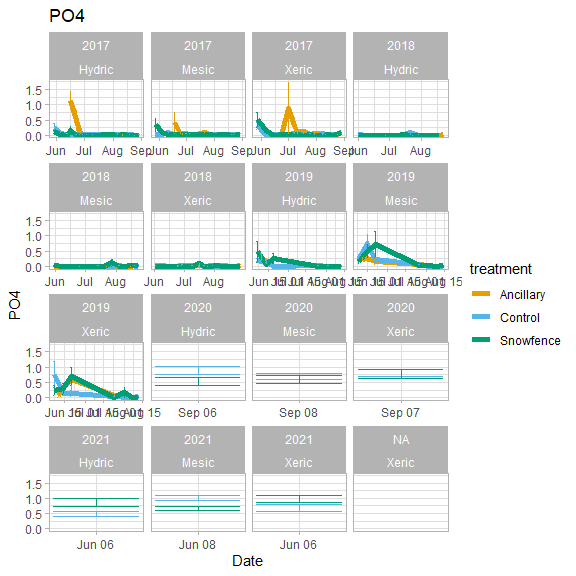 PO4
2017 2017 2017 2018
Hydric Mesic Xeric Hydric
1.5
1.0
0.5
0.0
Jun Jul Aug Sep Jun Jul Aug Jun Jul Aug Sep Jun Jul Aug
2018 2018 2019 2019
Mesic Xeric Hydric Mesic
1.5
1.0
0.5
0.0
Jun Jul Aug Jun Jul Aug
2019 2020 2020 2020
Xeric Hydric Mesic Xeric
1.5
1.0
0.5
0.0
Sep 06 Sep 08 Sep 07
2021 2021 2021 NA
Hydric Mesic Xeric Xeric
1.5
1.0
0.5
0.0
Jun 06 Jun 08 Jun 06
Date
PO4
treatment
Ancillary
Control
Snowfence